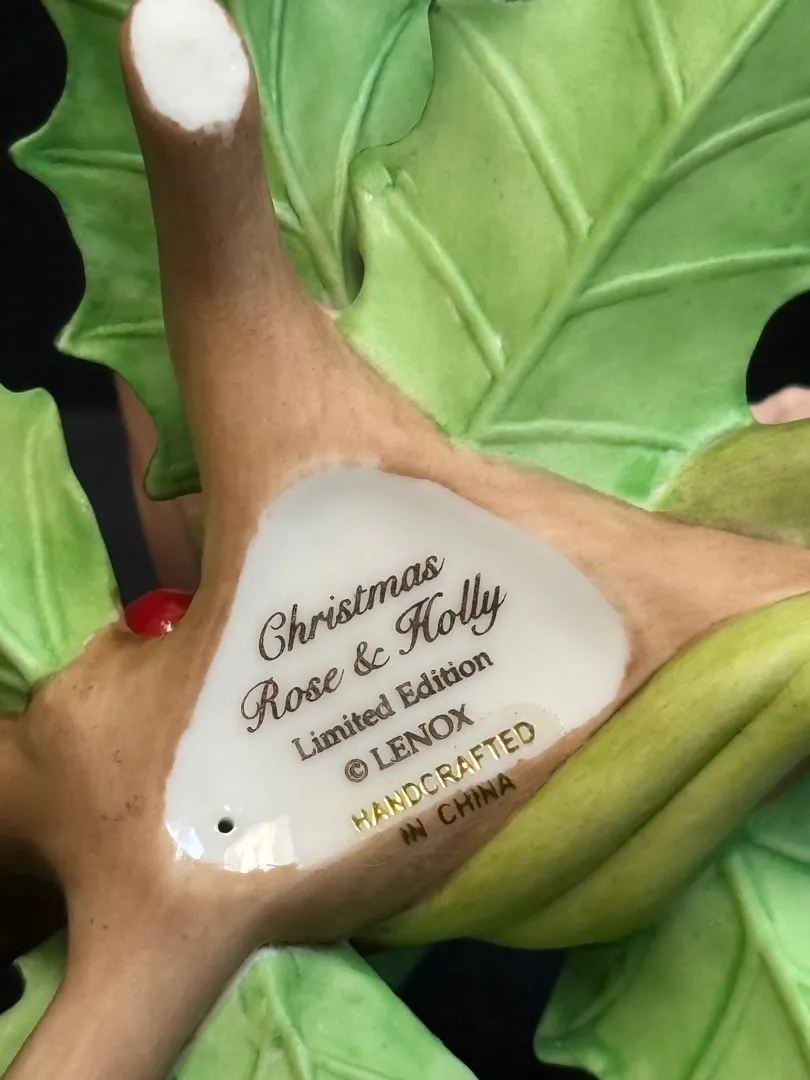 Christmas
Rose & Holly
Limited Edition
© LENOX
HANDCRAFTED
IN CHINA